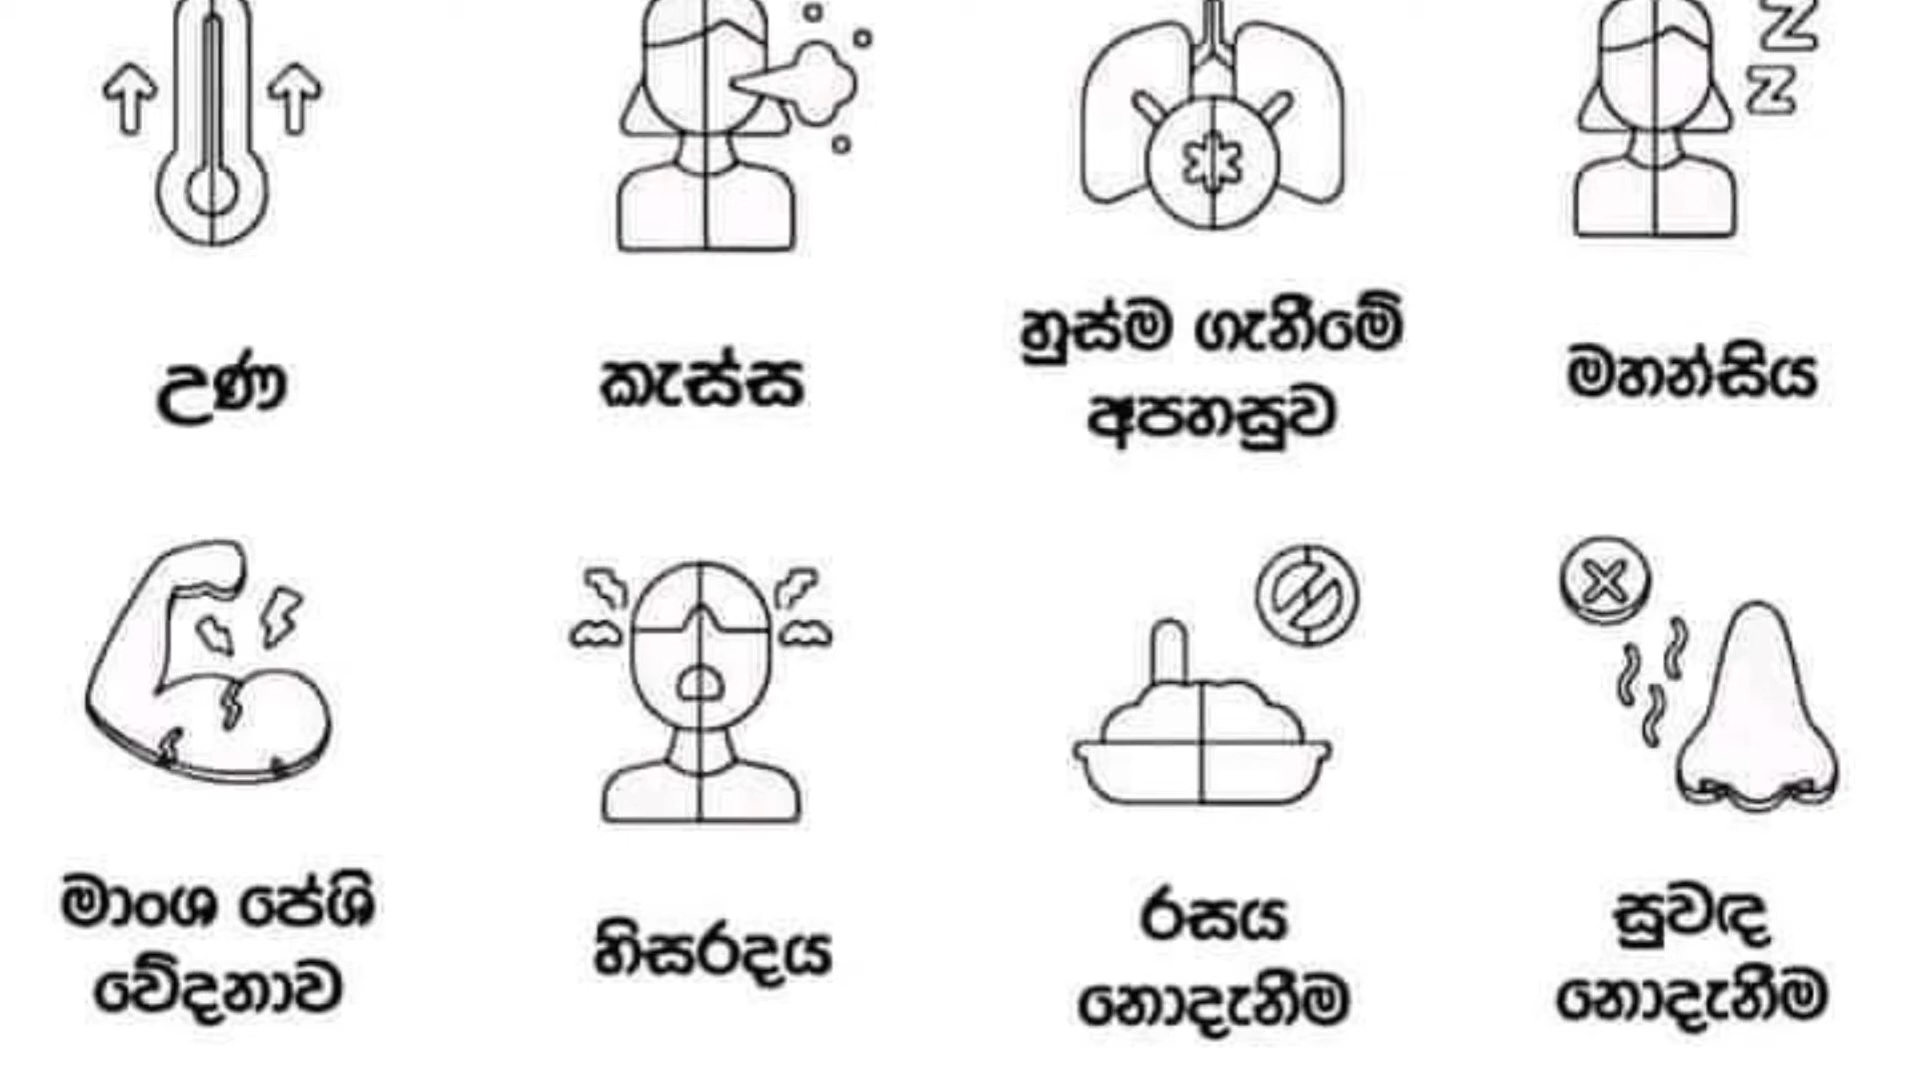 උණ
කැස්ස
හුස්ම ගැනීමේ
අපහසුව
මහන්සිය
මාංශ පේශි
වේදනාව
හිසරදය
රසය
නොදැනීම
සුවඳ
නොදැනීම